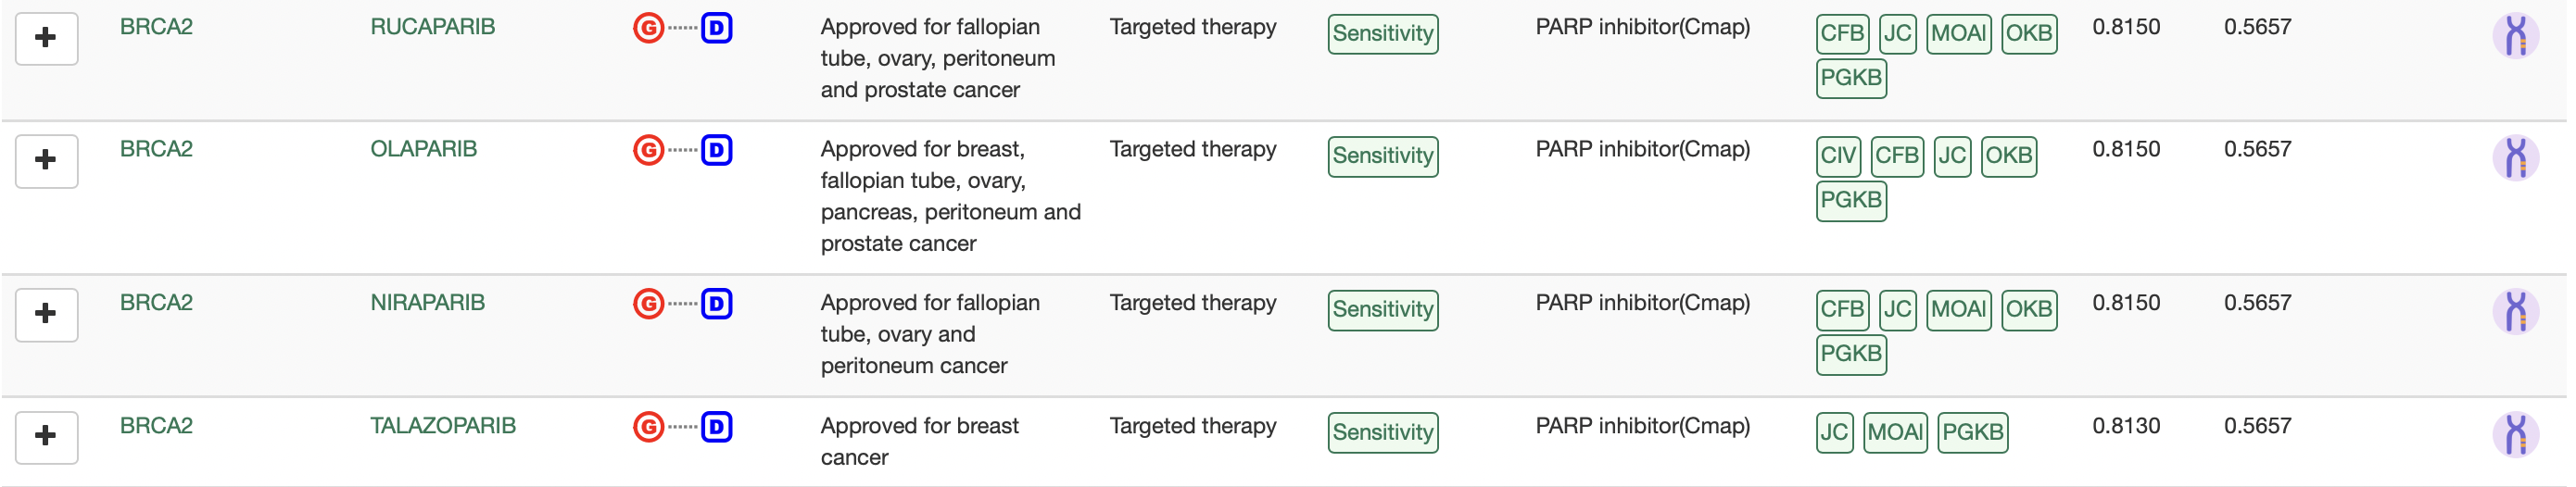 + BRCA2 RUCAPARIB G D Approved for fallopian Targeted therapy Sensitivity PARP inhibitor(Cmap) CFB JC MOAI OKB 0.8150 0.5657
tube, ovary, peritoneum PGKB
and prostate cancer
+ BRCA2 OLAPARIB G D Approved for breast, Targeted therapy Sensitivity PARP inhibitor(Cmap) CIV CFB JC OKB 0.8150 0.5657
fallopian tube, ovary, PGKB
pancreas, peritoneum and
prostate cancer
+ BRCA2 NIRAPARIB G D Approved for fallopian Targeted therapy Sensitivity PARP inhibitor(Cmap) CFB JC MOAI OKB 0.8150 0.5657
tube, ovary and PGKB
peritoneum cancer
+ BRCA2 TALAZOPARIB G D Approved for breast Targeted therapy Sensitivity PARP inhibitor(Cmap) JC MOAI PGKB 0.8130 0.5657
cancer